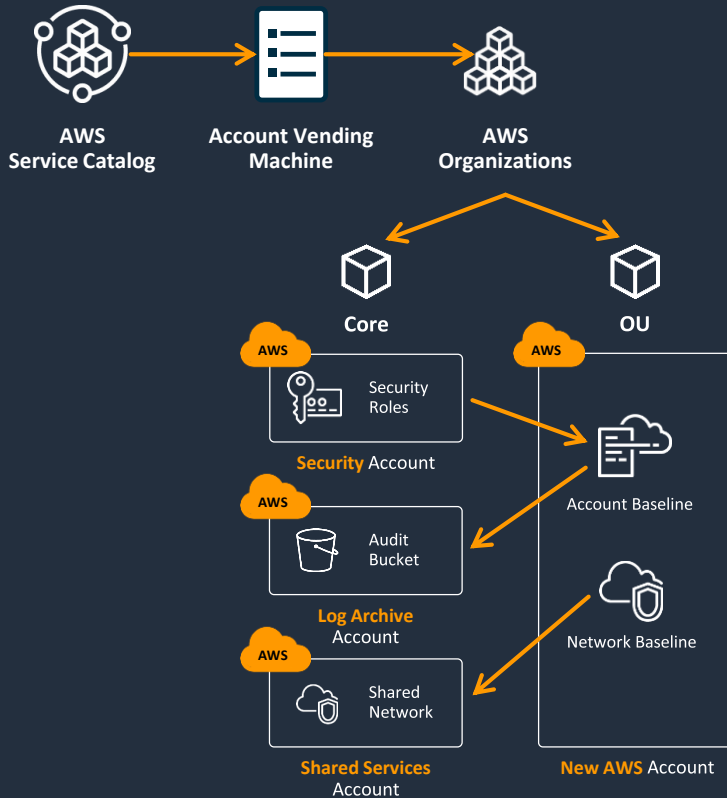 AWS
Service Catalog
Account Vending
Machine
AWS
Organizations
Core
OU
AWS
Security
Roles
Security Account
AWS
Audit
Bucket
Log Archive
Account
AWS
Shared
Network
Shared Services
Account
AWS
Account Baseline
Network Baseline
New AWS Account